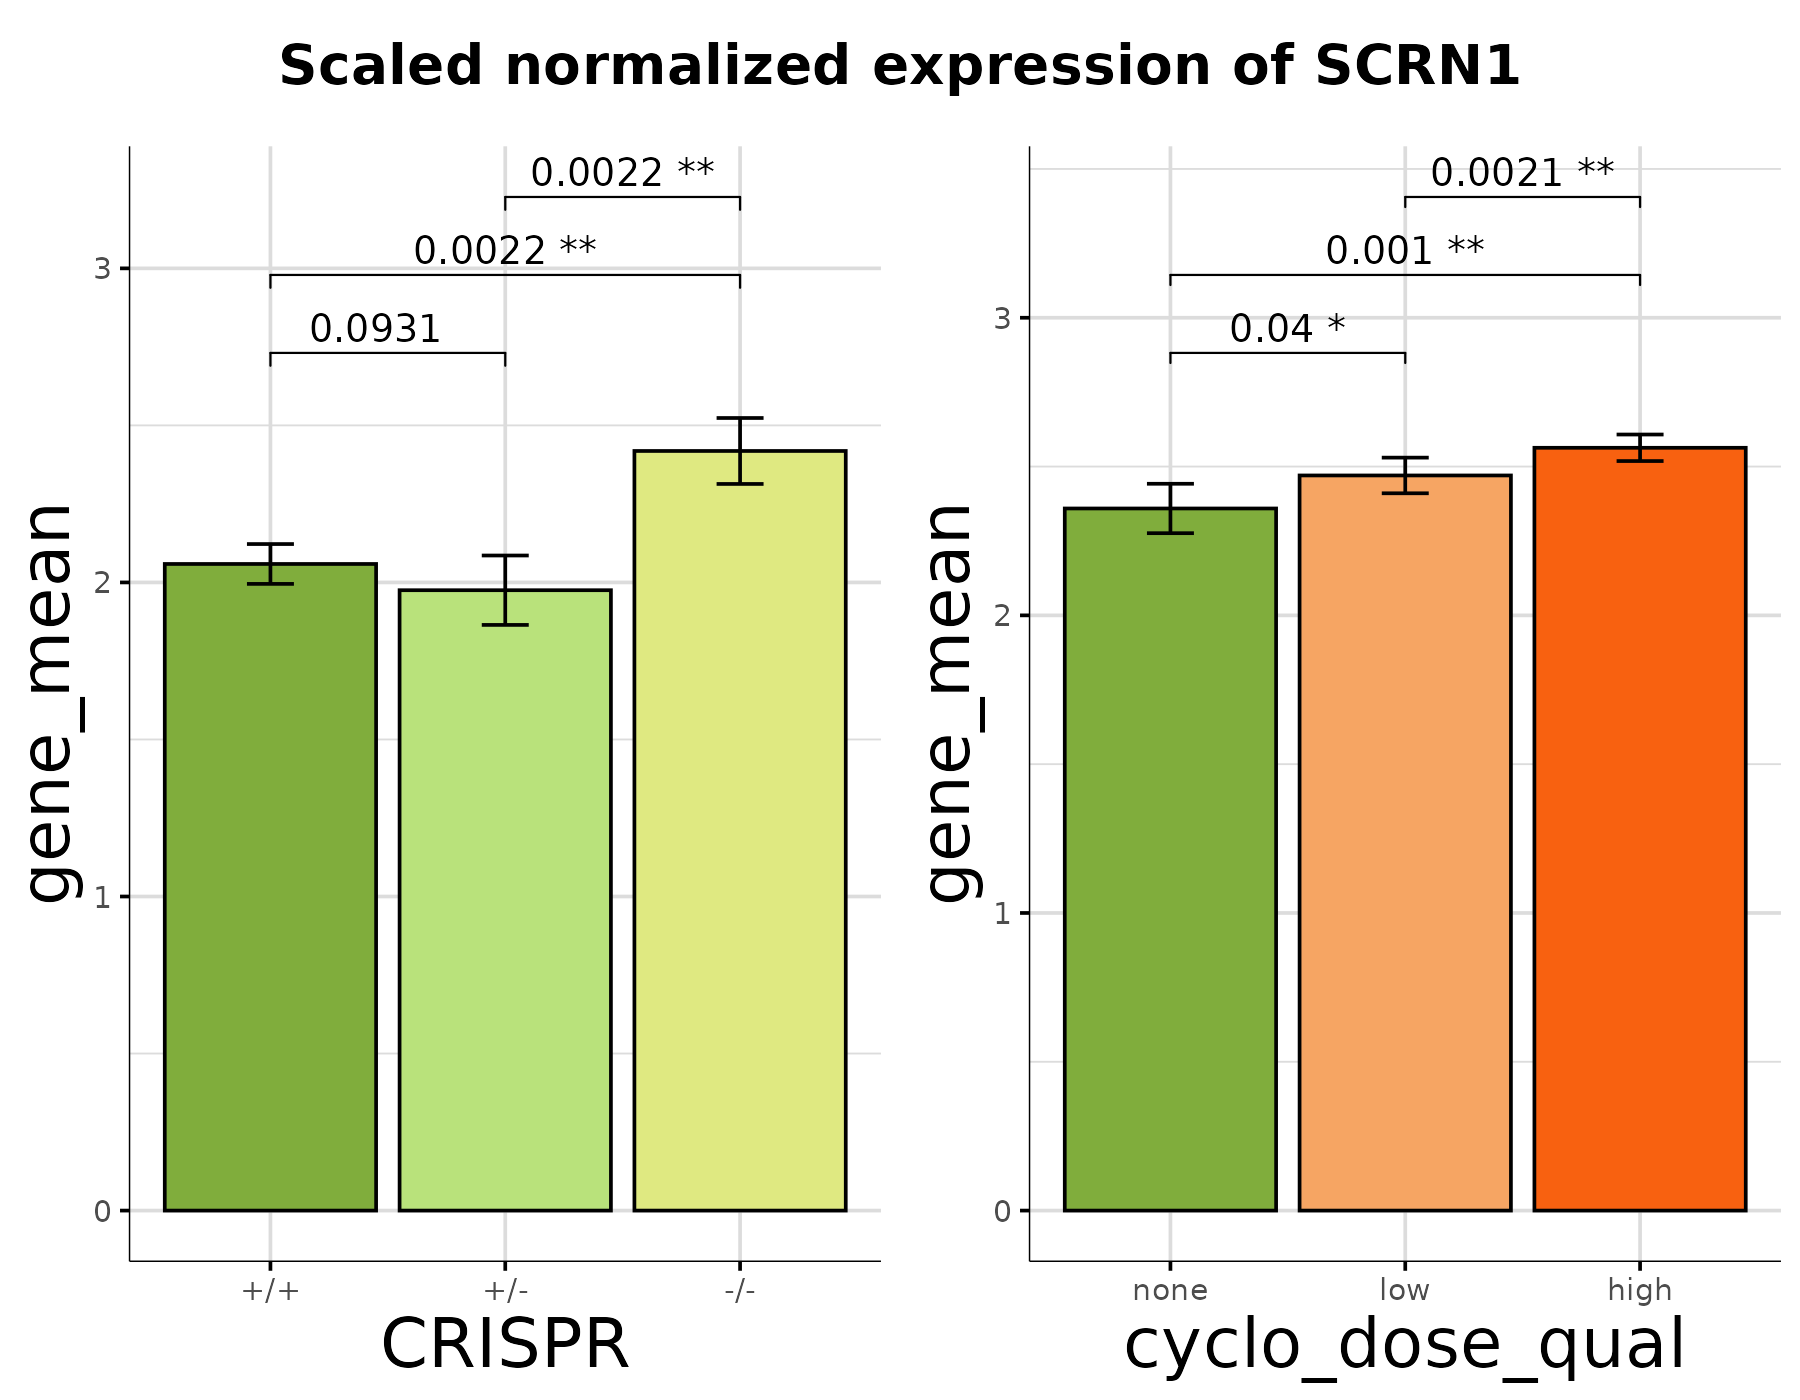 Scaled normalized expression of SCRN1
0.0022 **
0.0022 **
0.0931
3
2
1
0
gene_mean
+/+ +/- -/-
CRISPR
0.0021 **
0.001 **
0.04 *
3
2
1
0
gene_mean
none low high
cyclo_dose_qual